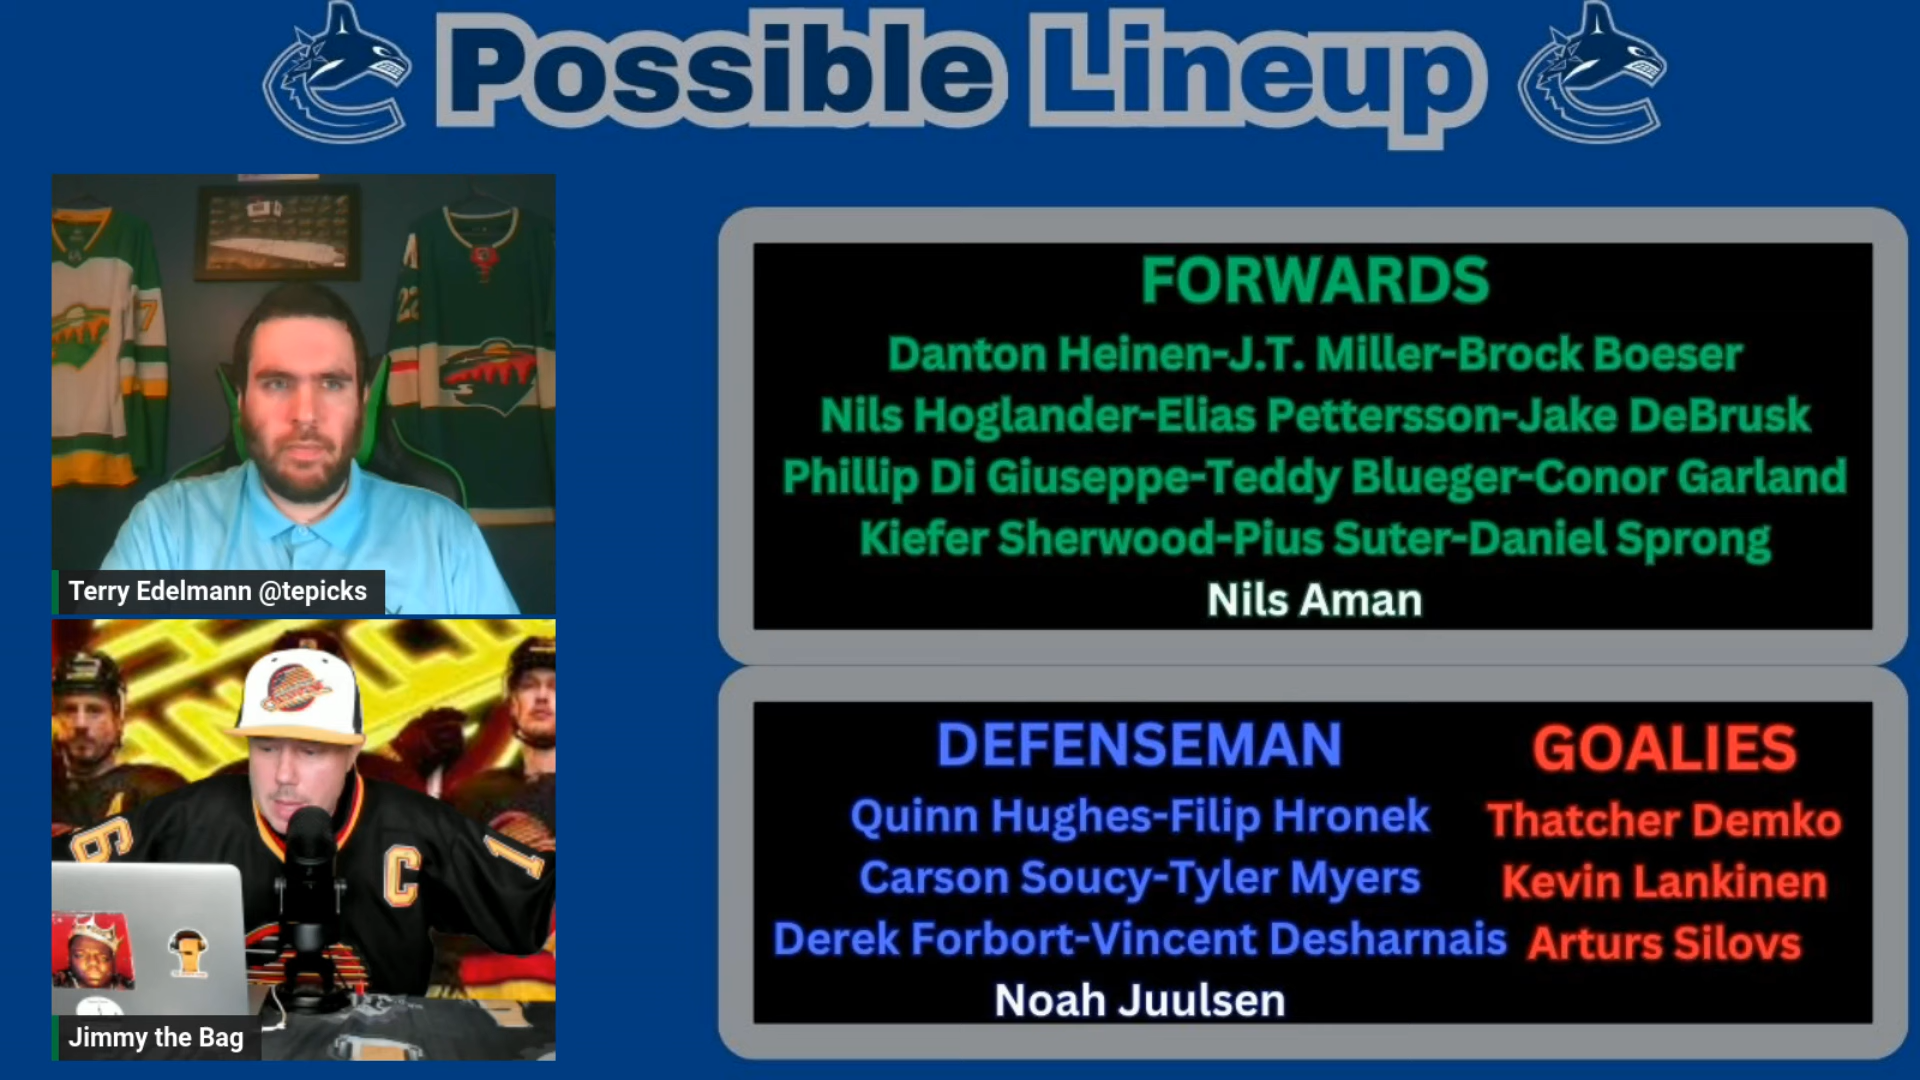 Possible Lineup
FORWARDS
Danton Heinen-J.T. Miller-Brock Boeser
Nils Hoglander-Elias Pettersson-Jake DeBrusk
Phillip Di Giuseppe-Teddy Blueger-Conor Garland
Kiefer Sherwood-Pius Suter-Daniel Sprong
Nils Aman
DEFENSEMAN
Quinn Hughes-Filip Hronek
Carson Soucy-Tyler Myers
Derek Forbort-Vincent Desharnais
Noah Juulsen
GOALIES
Thatcher Demko
Kevin Lankinen
Arturs Silovs
7
22
Terry Edelmann @tepicks
C
1
Jimmy the Bag